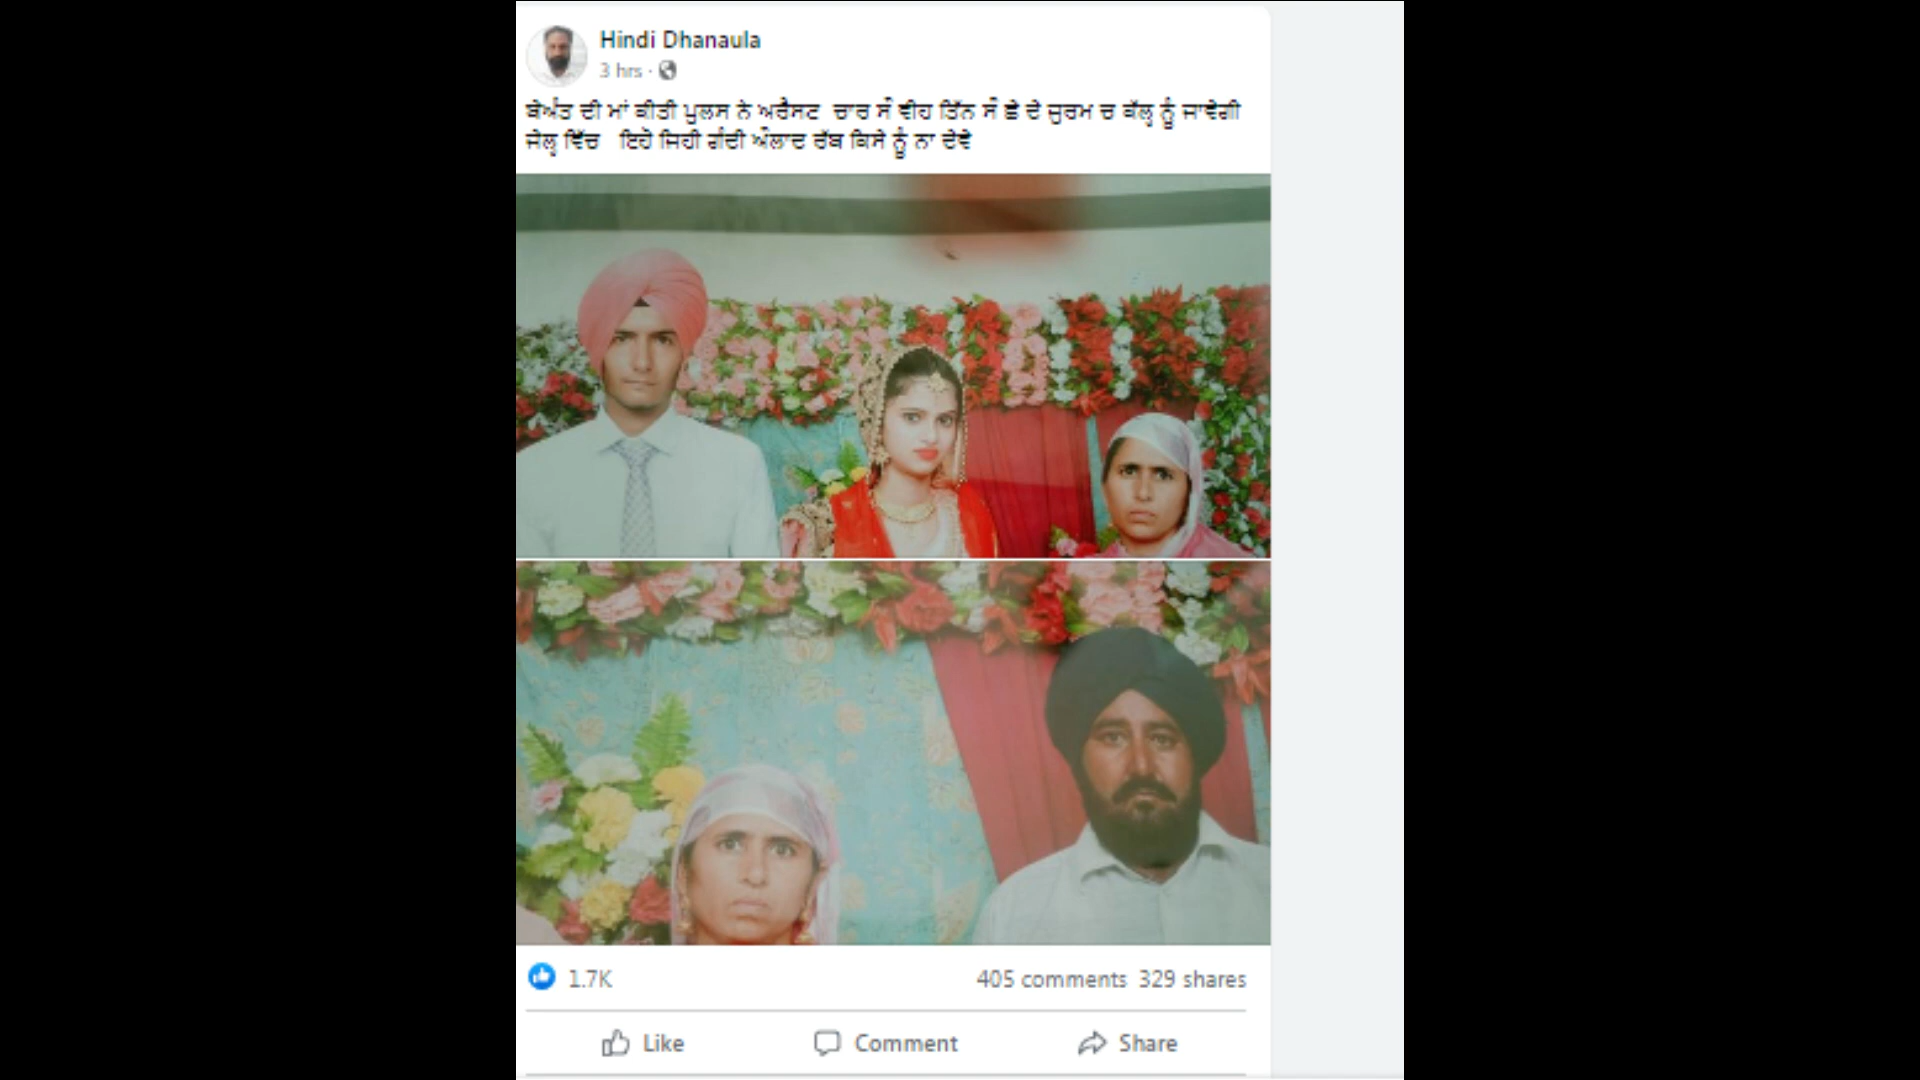 Hindi Dhanaula
3 hrs ·
ਬੇਅੰਤ ਦੀ ਮਾਂ ਕੀਤੀ ਪੁਲਸ ਨੇ ਅਰੈਸਟ ਚਾਰ ਸੌ ਵੀਹ ਤਿੰਨ ਸੌ ਛੇ ਦੇ ਜੁਰਮ ਚ ਕੱਲ੍ਹ ਨੂੰ ਜਾਵੇਗੀ
ਜੇਲ੍ਹ ਵਿੱਚ ਇਹੋ ਜਿਹੀ ਗੰਦੀ ਔਲਾਦ ਰੱਬ ਕਿਸੇ ਨੂੰ ਨਾ ਦੇਵੇ
1.7K
405 comments 329 shares
Like Comment Share